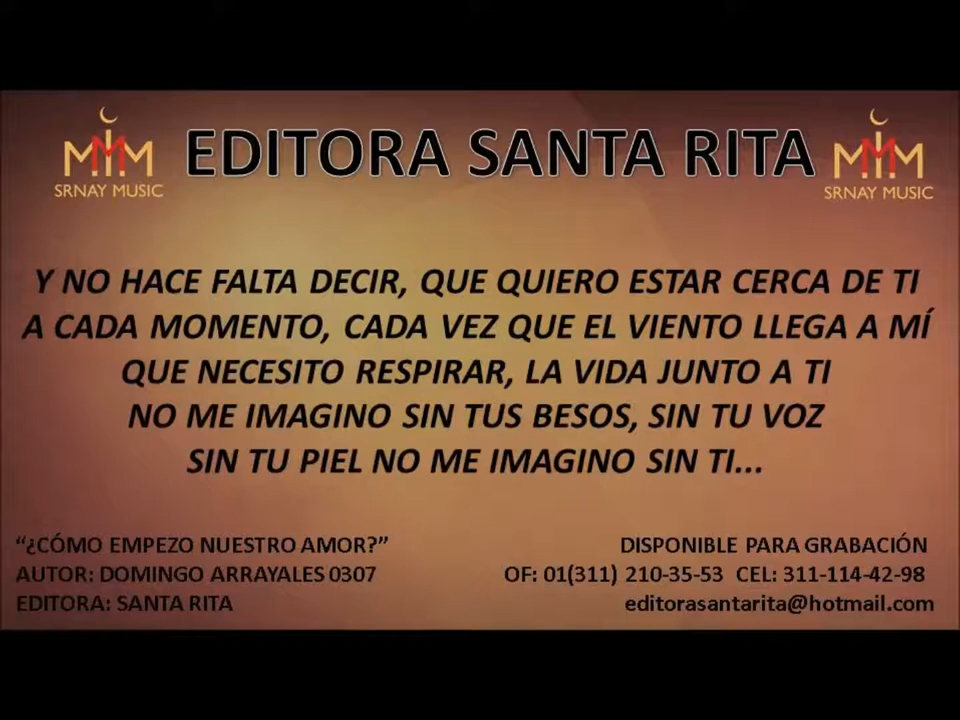 EDITORA SANTA RITA
SRNAY MUSIC
SRNAY MUSIC
Y NO HACE FALTA DECIR, QUE QUIERO ESTAR CERCA DE TI
A CADA MOMENTO, CADA VEZ QUE EL VIENTO LLEGA A MÍ
QUE NECESITO RESPIRAR, LA VIDA JUNTO A TI
NO ME IMAGINO SIN TUS BESOS, SIN TU VOZ
SIN TU PIEL NO ME IMAGINO SIN TI...
“¿CÓMO EMPEZO NUESTRO AMOR?”
AUTOR: DOMINGO ARRAYALES 0307
EDITORA: SANTA RITA
DISPONIBLE PARA GRABACIÓN
OF: 01(311) 210-35-53 CEL: 311-114-42-98
editorasantarita@hotmail.com